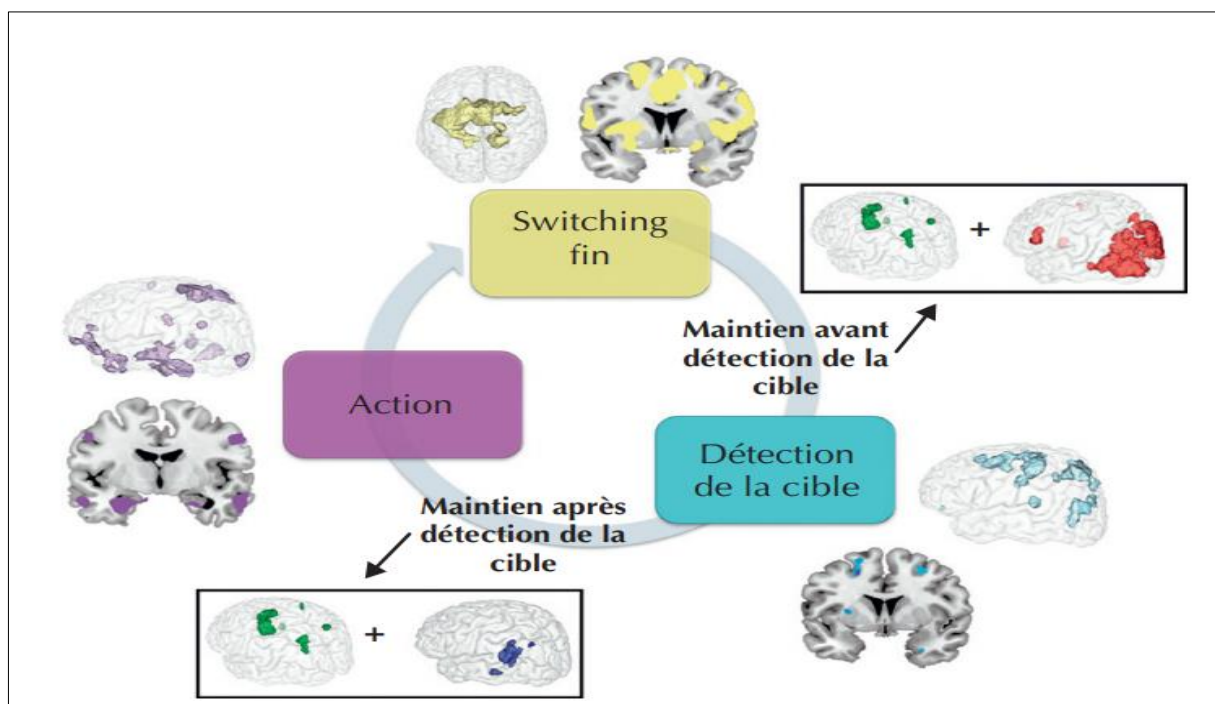 Switching
fin
+
Maintien avant
détection de la
cible
Action
Détection
de la cible
Maintien après
détection de la
cible
+